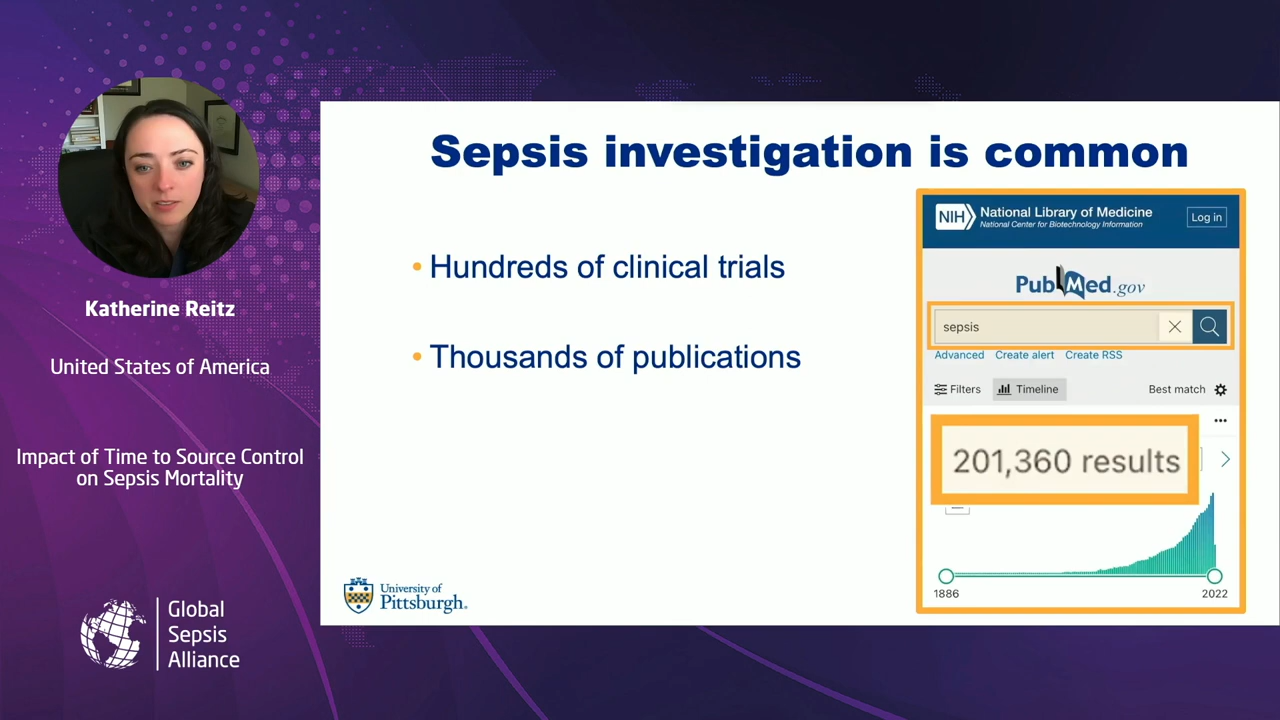 Katherine Reitz
United States of America
Impact of Time to Source Control
on Sepsis Mortality
Global
Sepsis
Alliance
Sepsis investigation is common
• Hundreds of clinical trials
• Thousands of publications
University of
Pittsburgh.
NIH National Library of Medicine
National Center for Biotechnology Information
Log in
PubMed.gov
sepsis
Advanced Create alert Create RSS
Filters Timeline Best match
201,360 results
1886 2022